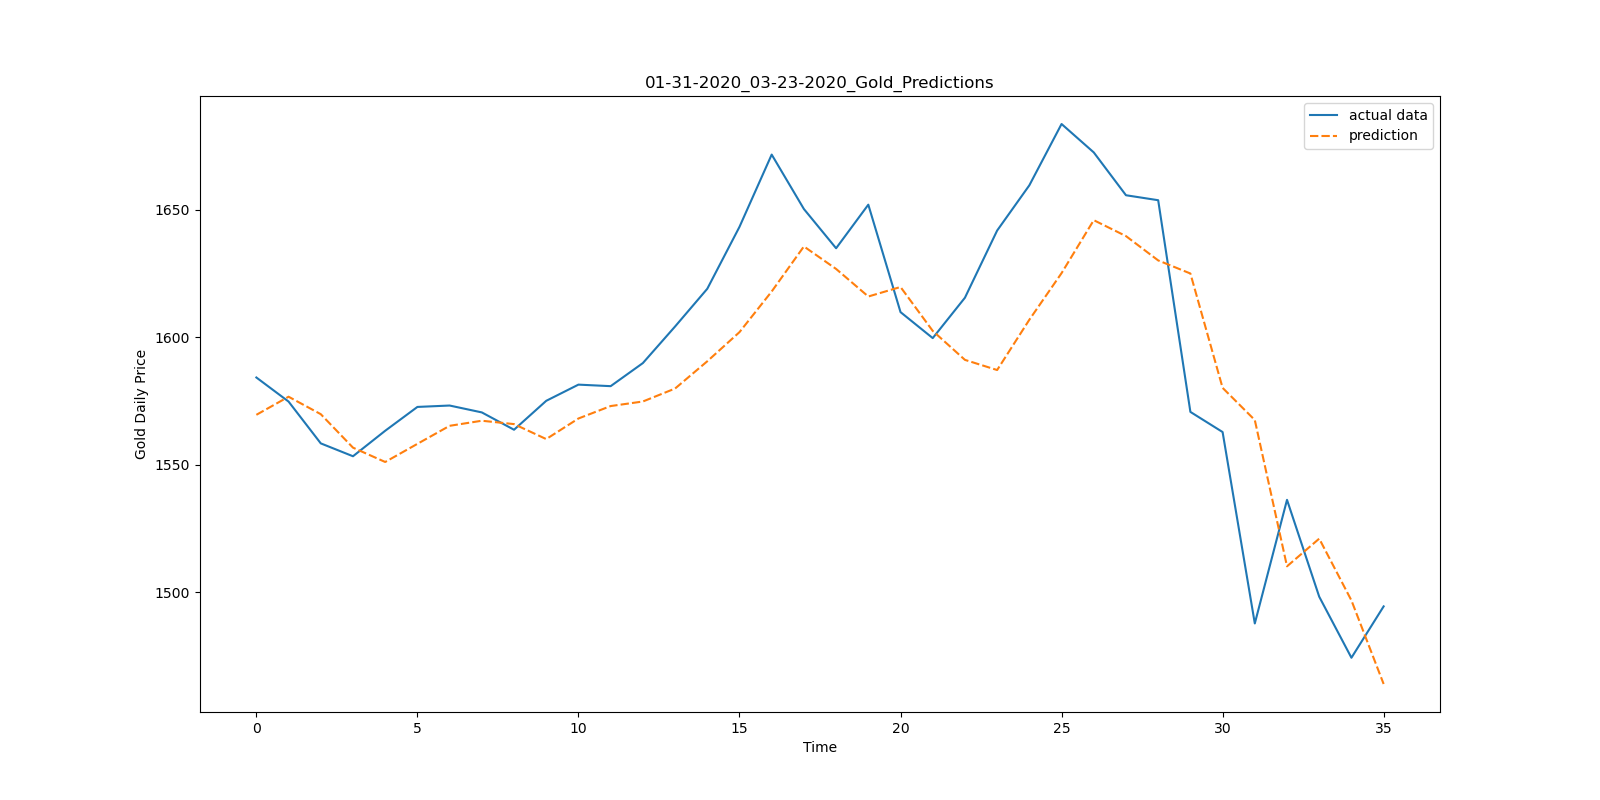 01-31-2020_03-23-2020_Gold_Predictions
actual data
prediction
Gold Daily Price
1650
1600
1550
1500
0 5 10 15 20 25 30 35
Time